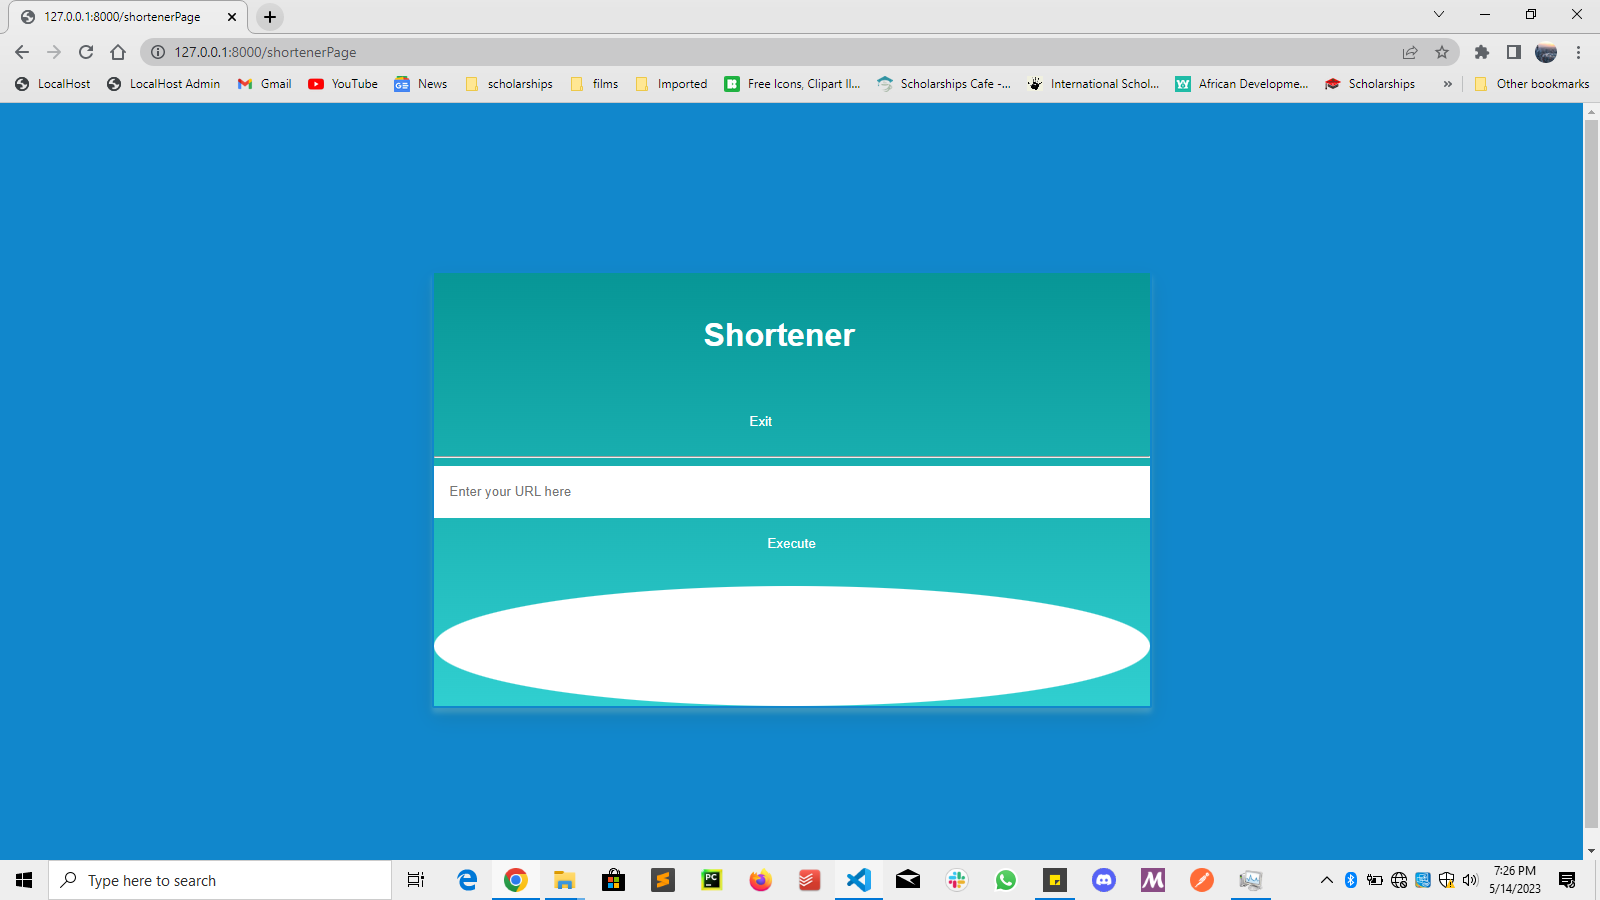 127.0.0.1:8000/shortenerPage
127.0.0.1:8000/shortenerPage
LocalHost LocalHost Admin Gmail YouTube News scholarships films Imported Free Icons, Clipart Il... Scholarships Cafe -... International Schol... African Developme... Scholarships » Other bookmarks
Shortener
Exit
Enter your URL here
Execute
Type here to search
7:26 PM
5/14/2023